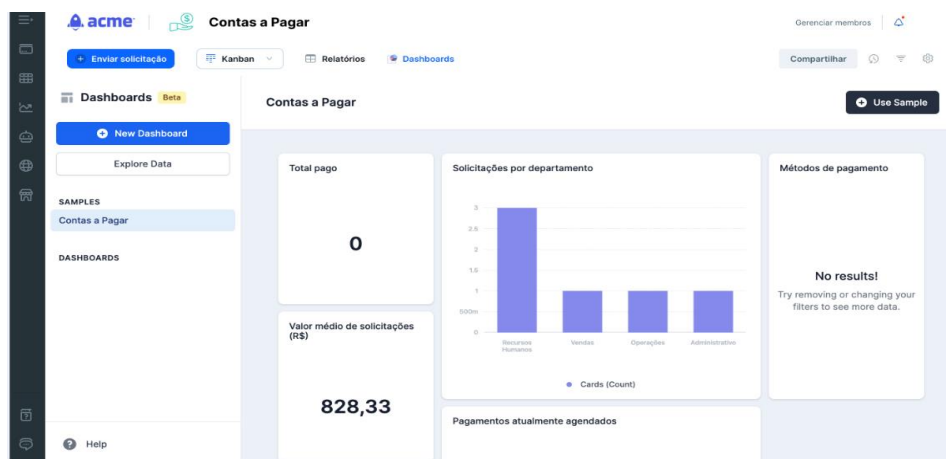 acme
Contas a Pagar
Gerenciar membros
Enviar solicitação
Kanban
Relatórios
Dashboards
Compartilhar
Dashboards Beta
New Dashboard
Explore Data
SAMPLES
Contas a Pagar
DASHBOARDS
Help
Contas a Pagar
Use Sample
Total pago
0
Valor médio de solicitações
(R$)
828,33
Solicitações por departamento
3
2.5
2
1.5
1
500m
0
Recursos
Humanos
Vendas
Operações
Administrativo
Cards (Count)
Pagamentos atualmente agendados
Métodos de pagamento
No results!
Try removing or changing your
filters to see more data.